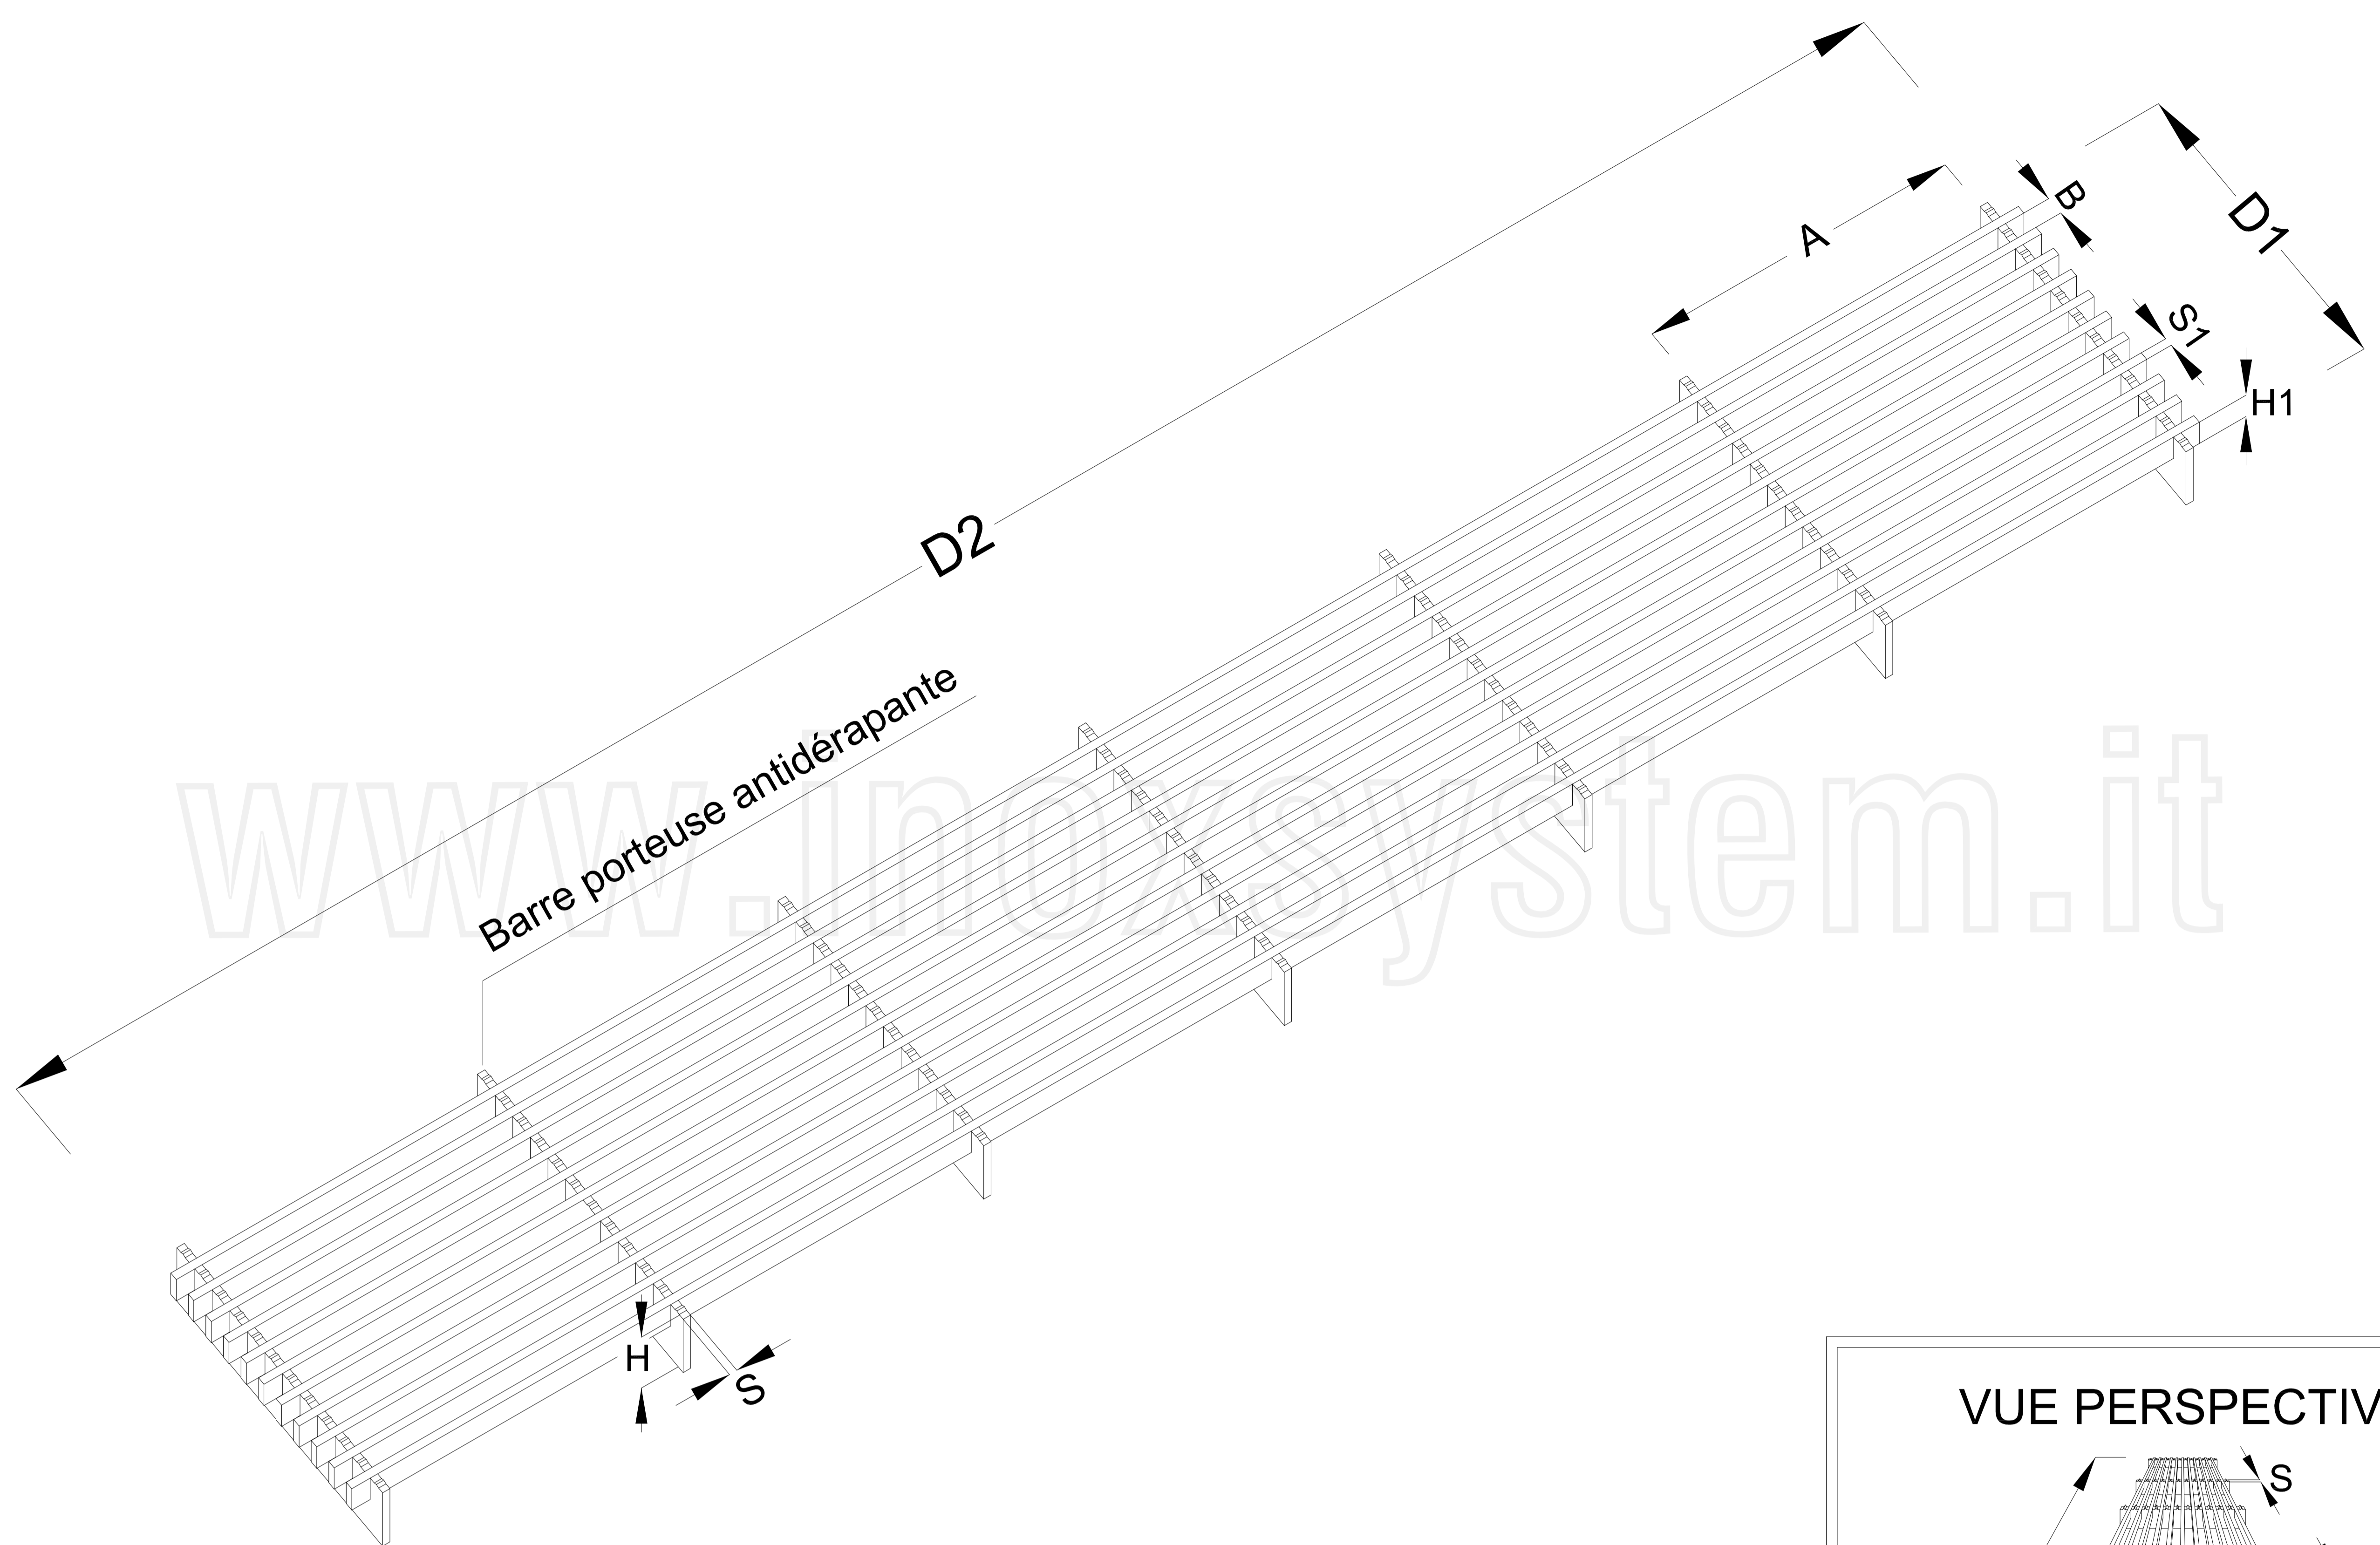 D2
A
B
D1
S1
H1
Barre porteuse antidérapante
www.inoxsystem.it
H
S
VUE PERSPECTIV
S